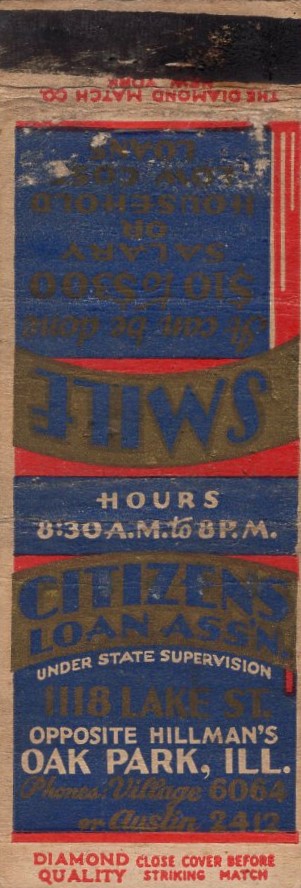 THE DIAMOND MATCH CO.
NEW YORK
SMILE
It can be done
$10 to $300
SALARY
OR
HOUSEHOLD
LOW COST
LOANS
HOURS
8:30 A.M. to 8 P.M.
CITIZENS
LOAN ASS'N.
UNDER STATE SUPERVISION
1118 LAKE ST.
OPPOSITE HILLMAN'S
OAK PARK, ILL.
Phones: Village 6064
or Austin 2412
DIAMOND QUALITY CLOSE COVER BEFORE STRIKING MATCH